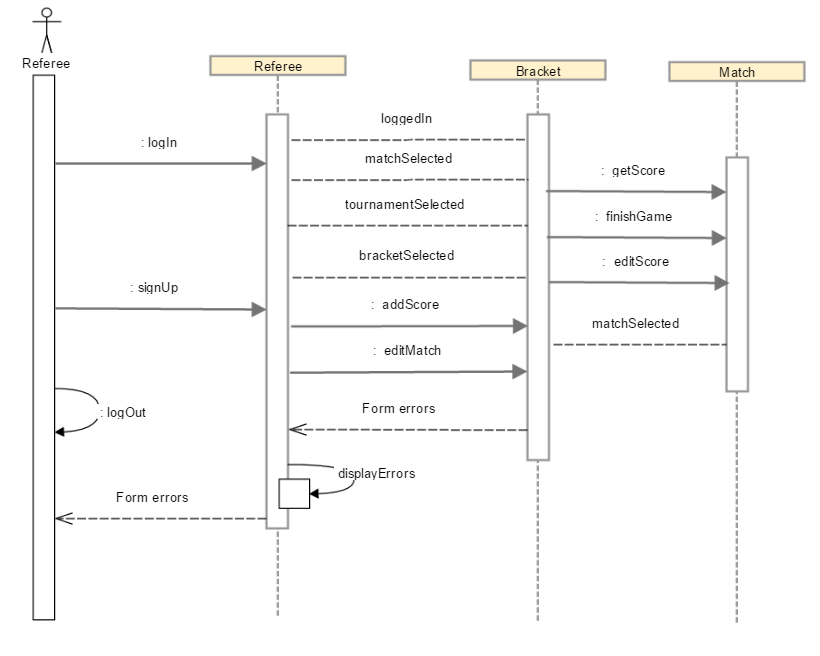 Referee
Referee
Bracket
Match
loggedIn
: logIn
matchSelected
: getScore
tournamentSelected
: finishGame
bracketSelected
: editScore
: signUp
: addScore
matchSelected
: editMatch
Form errors
: logOut
displayErrors
Form errors